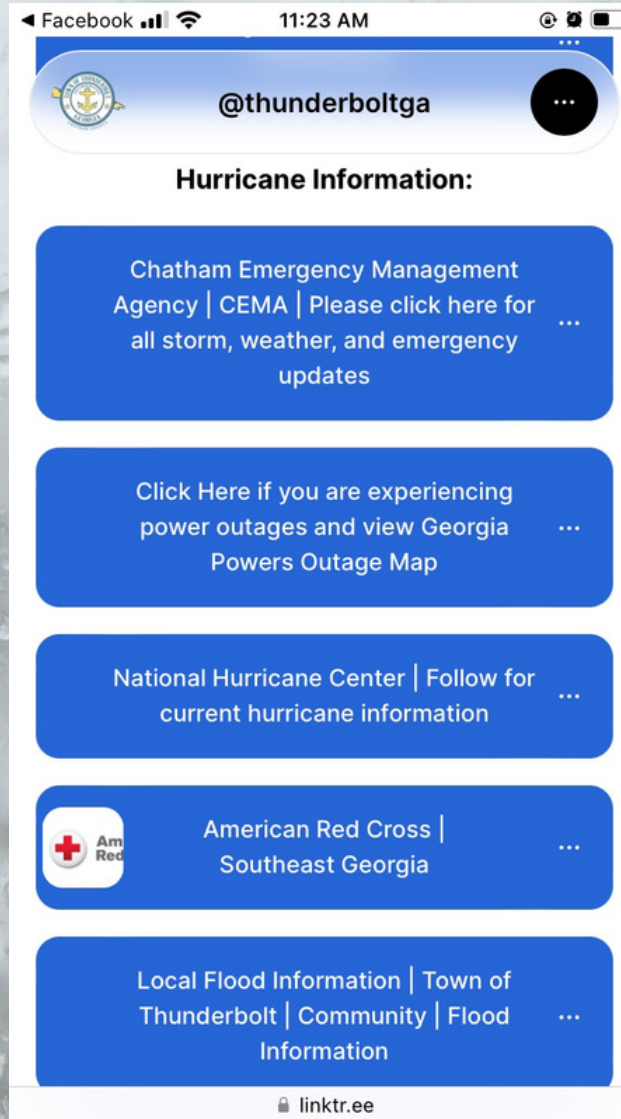 Facebook
11:23 AM
@thunderboltga
Hurricane Information:
Chatham Emergency Management
Agency | CEMA | Please click here for
all storm, weather, and emergency
updates
Click Here if you are experiencing
power outages and view Georgia
Powers Outage Map
National Hurricane Center | Follow for
current hurricane information
Am
Red
American Red Cross |
Southeast Georgia
Local Flood Information | Town of
Thunderbolt | Community | Flood
Information
linktr.ee